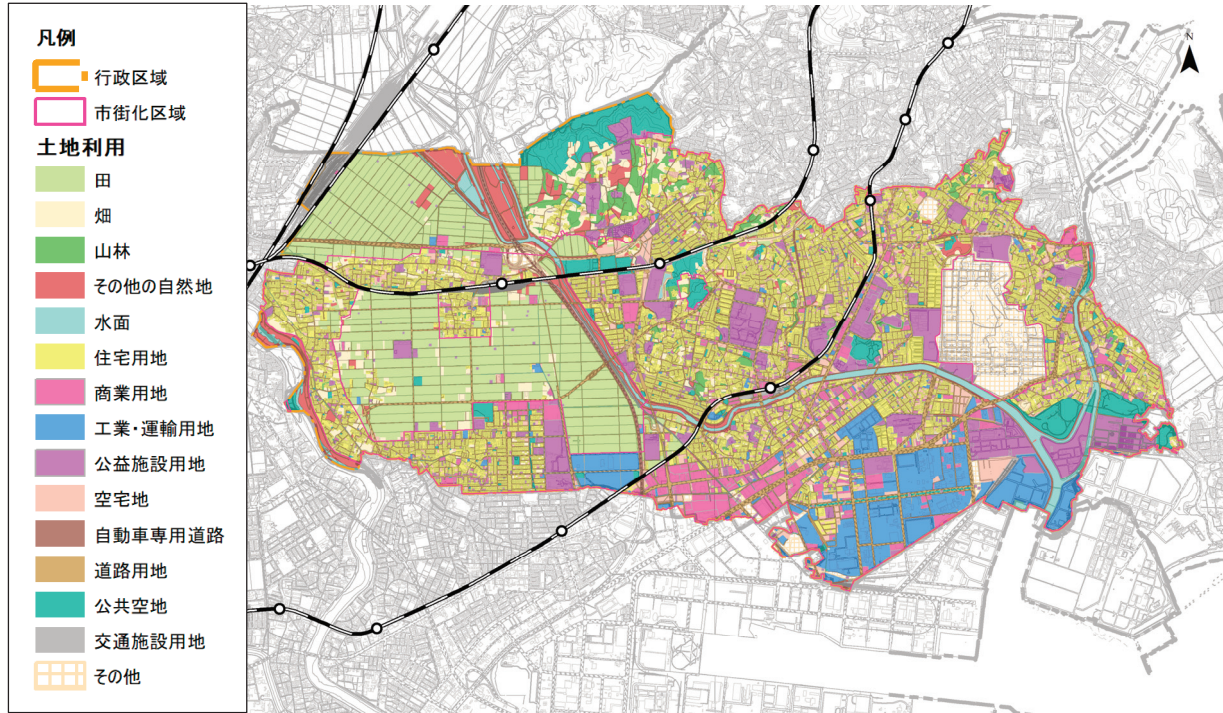 凡例
行政区域
市街化区域
土地利用
田
畑
山林
その他の自然地
水面
住宅用地
商業用地
工業・運輸用地
公益施設用地
空宅地
自動車専用道路
道路用地
公共空地
交通施設用地
その他
N